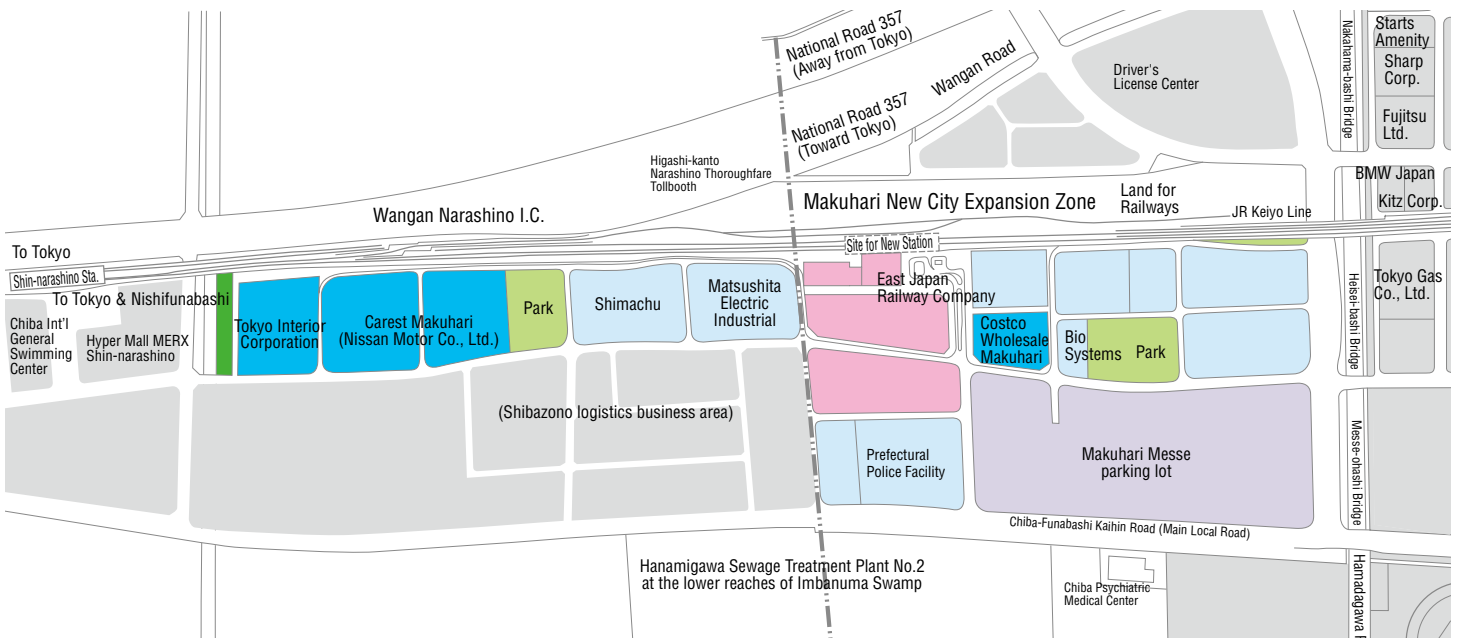 National Road 357
(Away from Tokyo)
Wangan Road
National Road 357
(Toward Tokyo)
Driver's
License Center
Nakahama-bashi Bridge
Starts
Amenity
Sharp
Corp.
Fujitsu
Ltd.
Higashi-kanto
Narashino Thoroughfare
Tollbooth
BMW Japan
Kitz Corp.
Wangan Narashino I.C.
Makuhari New City Expansion Zone
Land for
Railways
JR Keiyo Line
To Tokyo
Site for New Station
Shin-narashino Sta.
To Tokyo & Nishifunabashi
Chiba Int'l
General
Swimming
Center
Hyper Mall MERX
Shin-narashino
Tokyo Interior
Corporation
Carest Makuhari
(Nissan Motor Co., Ltd.)
Park
Shimachu
Matsushita
Electric
Industrial
East Japan
Railway Company
Costco
Wholesale
Makuhari
Bio
Systems
Park
Heisei-bashi Bridge
Tokyo Gas
Co., Ltd.
(Shibazono logistics business area)
Prefectural
Police Facility
Makuhari Messe
parking lot
Messe-ohashi Bridge
Chiba-Funabashi Kaihin Road (Main Local Road)
Hanamigawa Sewage Treatment Plant No.2
at the lower reaches of Imbanuma Swamp
Chiba Psychiatric
Medical Center
Hamadagawa